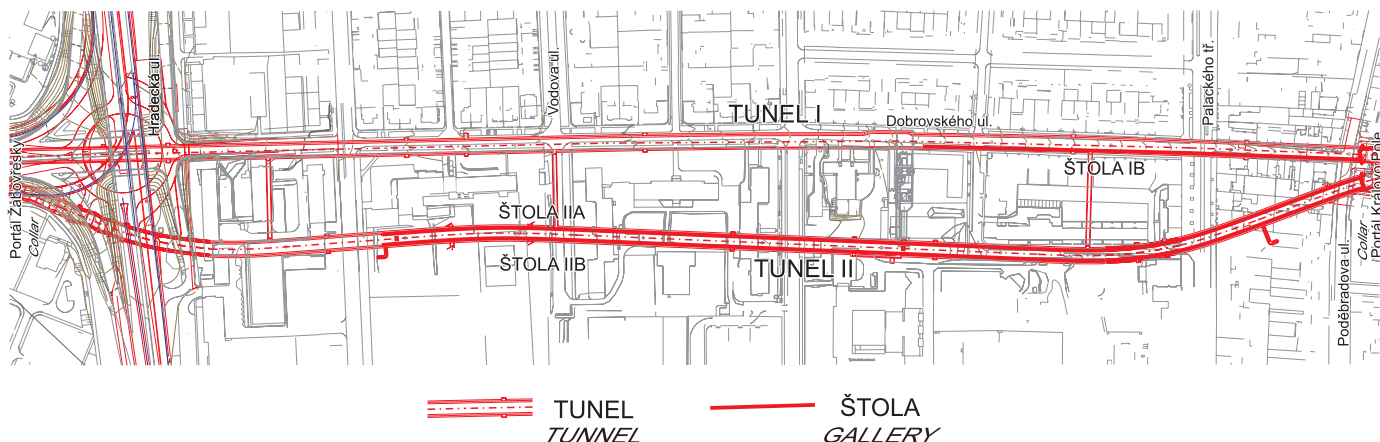 Portál Žabovřesky
Collar
Hradecká ul.
Vodova ul.
TUNEL I
Dobrovského ul.
Palackého tř.
ŠTOLA IB
ŠTOLA IIA
ŠTOLA IIB
TUNEL II
Poděbradova ul.
Collar
Portál Královo Pole
TUNEL
TUNNEL
ŠTOLA
GALLERY